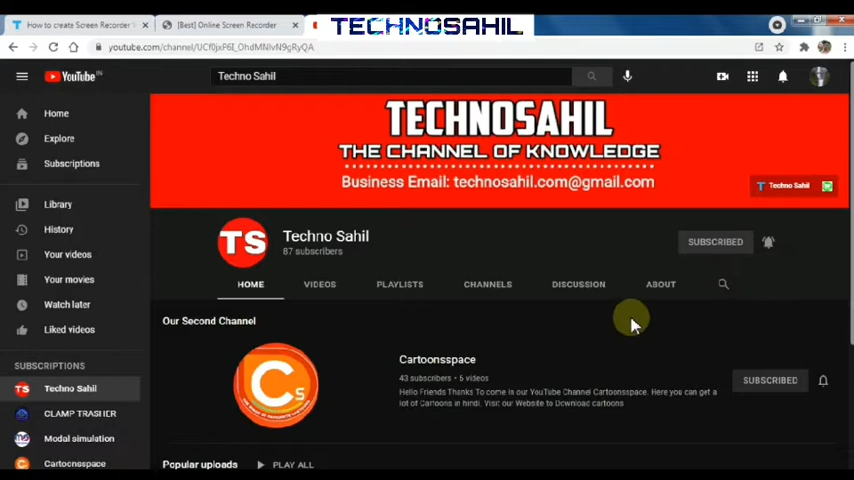 How to create Screen Recorder
[Best] Online Screen Recorder
TECHNOSAHIL
youtube.com/channel/UCf0jxP6I_OhdMNlvN9gRyQA
YouTube IN
Techno Sahil
TECHNOSAHIL
THE CHANNEL OF KNOWLEDGE
Business Email: technosahil.com@gmail.com
Techno Sahil
Home
Explore
Subscriptions
Library
History
Your videos
Your movies
Watch later
Liked videos
SUBSCRIPTIONS
Techno Sahil
CLAMP TRASHER
Modal simulation
Cartoonsspace
TS
Techno Sahil
87 subscribers
SUBSCRIBED
HOME VIDEOS PLAYLISTS CHANNELS DISCUSSION ABOUT
Our Second Channel
Cs
Cartoonsspace
43 subscribers • 5 videos
Hello Friends Thanks To come in our YouTube Channel Cartoonsspace. Here you can get a
lot of Cartoons in hindi. Visit our Website to Download cartoons
SUBSCRIBED
Popular uploads PLAY ALL